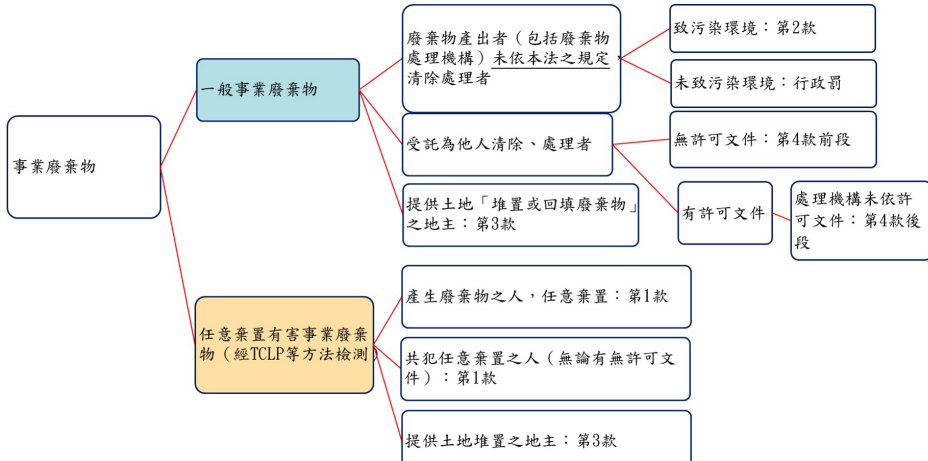 事業廢棄物
一般事業廢棄物
廢棄物產出者（包括廢棄物
處理機構）未依本法之規定
清除處理者
致污染環境：第2款
未致污染環境：行政罰
受託為他人清除、處理者
無許可文件：第4款前段
有許可文件
處理機構未依許
可文件：第4款後
段
提供土地「堆置或回填廢棄物」
之地主：第3款
任意棄置有害事業廢棄
物（經TCLP等方法檢測
產生廢棄物之人，任意棄置：第1款
共犯任意棄置之人（無論有無許可文
件）：第1款
提供土地堆置之地主：第3款